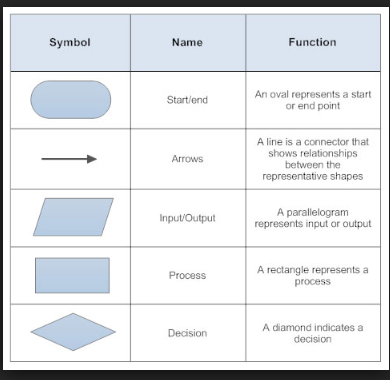 Symbol
Name
Function
Start/end
An oval represents a start
or end point
Arrows
A line is a connector that
shows relationships
between the
representative shapes
Input/Output
A parallelogram
represents input or output
Process
A rectangle represents a
process
Decision
A diamond indicates a
decision